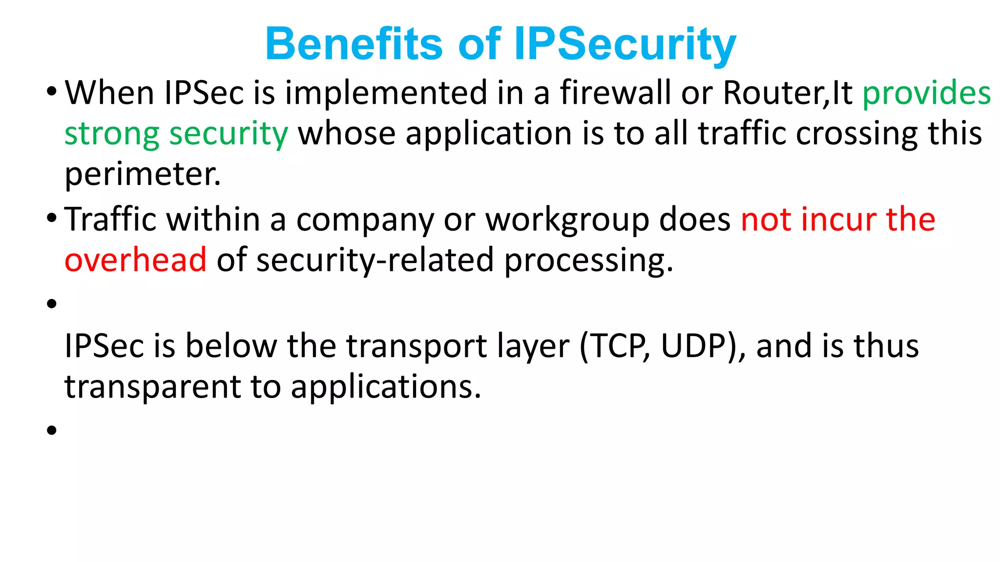 Benefits of IPSecurity
• When IPSec is implemented in a firewall or Router,It provides
strong security whose application is to all traffic crossing this
perimeter.
• Traffic within a company or workgroup does not incur the
overhead of security-related processing.
•
IPSec is below the transport layer (TCP, UDP), and is thus
transparent to applications.
•